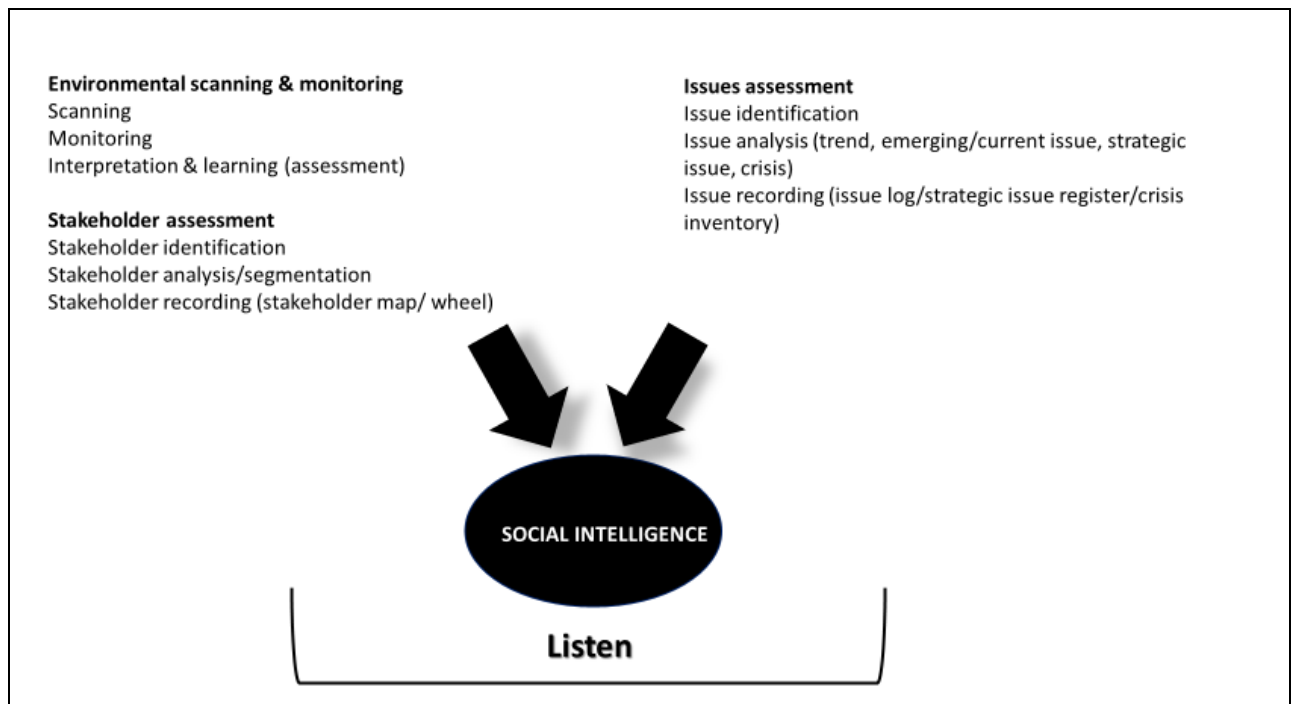 Environmental scanning & monitoring
Scanning
Monitoring
Interpretation & learning (assessment)
Stakeholder assessment
Stakeholder identification
Stakeholder analysis/segmentation
Stakeholder recording (stakeholder map/ wheel)
Issues assessment
Issue identification
Issue analysis (trend, emerging/current issue, strategic
issue, crisis)
Issue recording (issue log/strategic issue register/crisis
inventory)
SOCIAL INTELLIGENCE
Listen